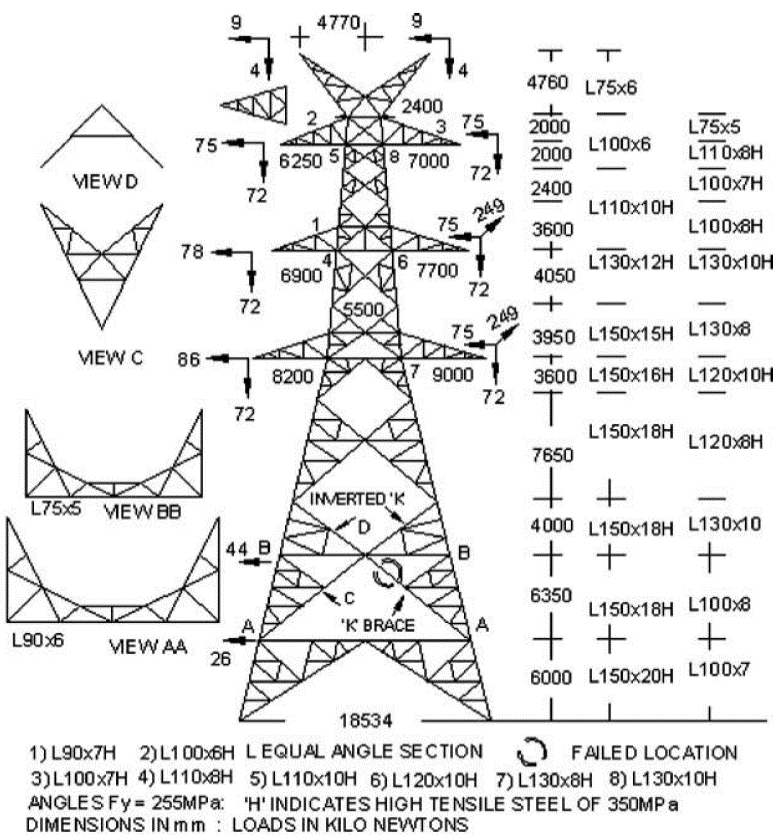 9 4770 9
4 4
2400 4760 L75x6
2 3 75 2000 L75x5
75 6250 5 8 7000 L100x6
72 72 2000 L110x8H
VIEW D 2400 L100x7H
1 75 249 L110x10H
78 4 6 3600 L100x8H
6900 7700 L130x12H L130x10H
72 72 4050
5500 249
VIEW C 75 3950 L150x15H L130x8
86 8200 7 9000 3600 L150x16H L120x10H
72 72
L150x18H L120x8H
7650
L75x5 VIEW BB INVERTED 'K'
D 4000 L150x18H L130x10
44 B B
C 6350 L150x18H L100x8
A 'K' BRACE A
L90x6 VIEW AA 26 6000 L150x20H L100x7
18534
1) L90x7H 2) L100x6H L EQUAL ANGLE SECTION FAILED LOCATION
3) L100x7H 4) L110x8H 5) L110x10H 6) L120x10H 7) L130x8H 8) L130x10H
ANGLES Fy = 255MPa: 'H' INDICATES HIGH TENSILE STEEL OF 350MPa
DIMENSIONS IN mm : LOADS IN KILO NEWTONS